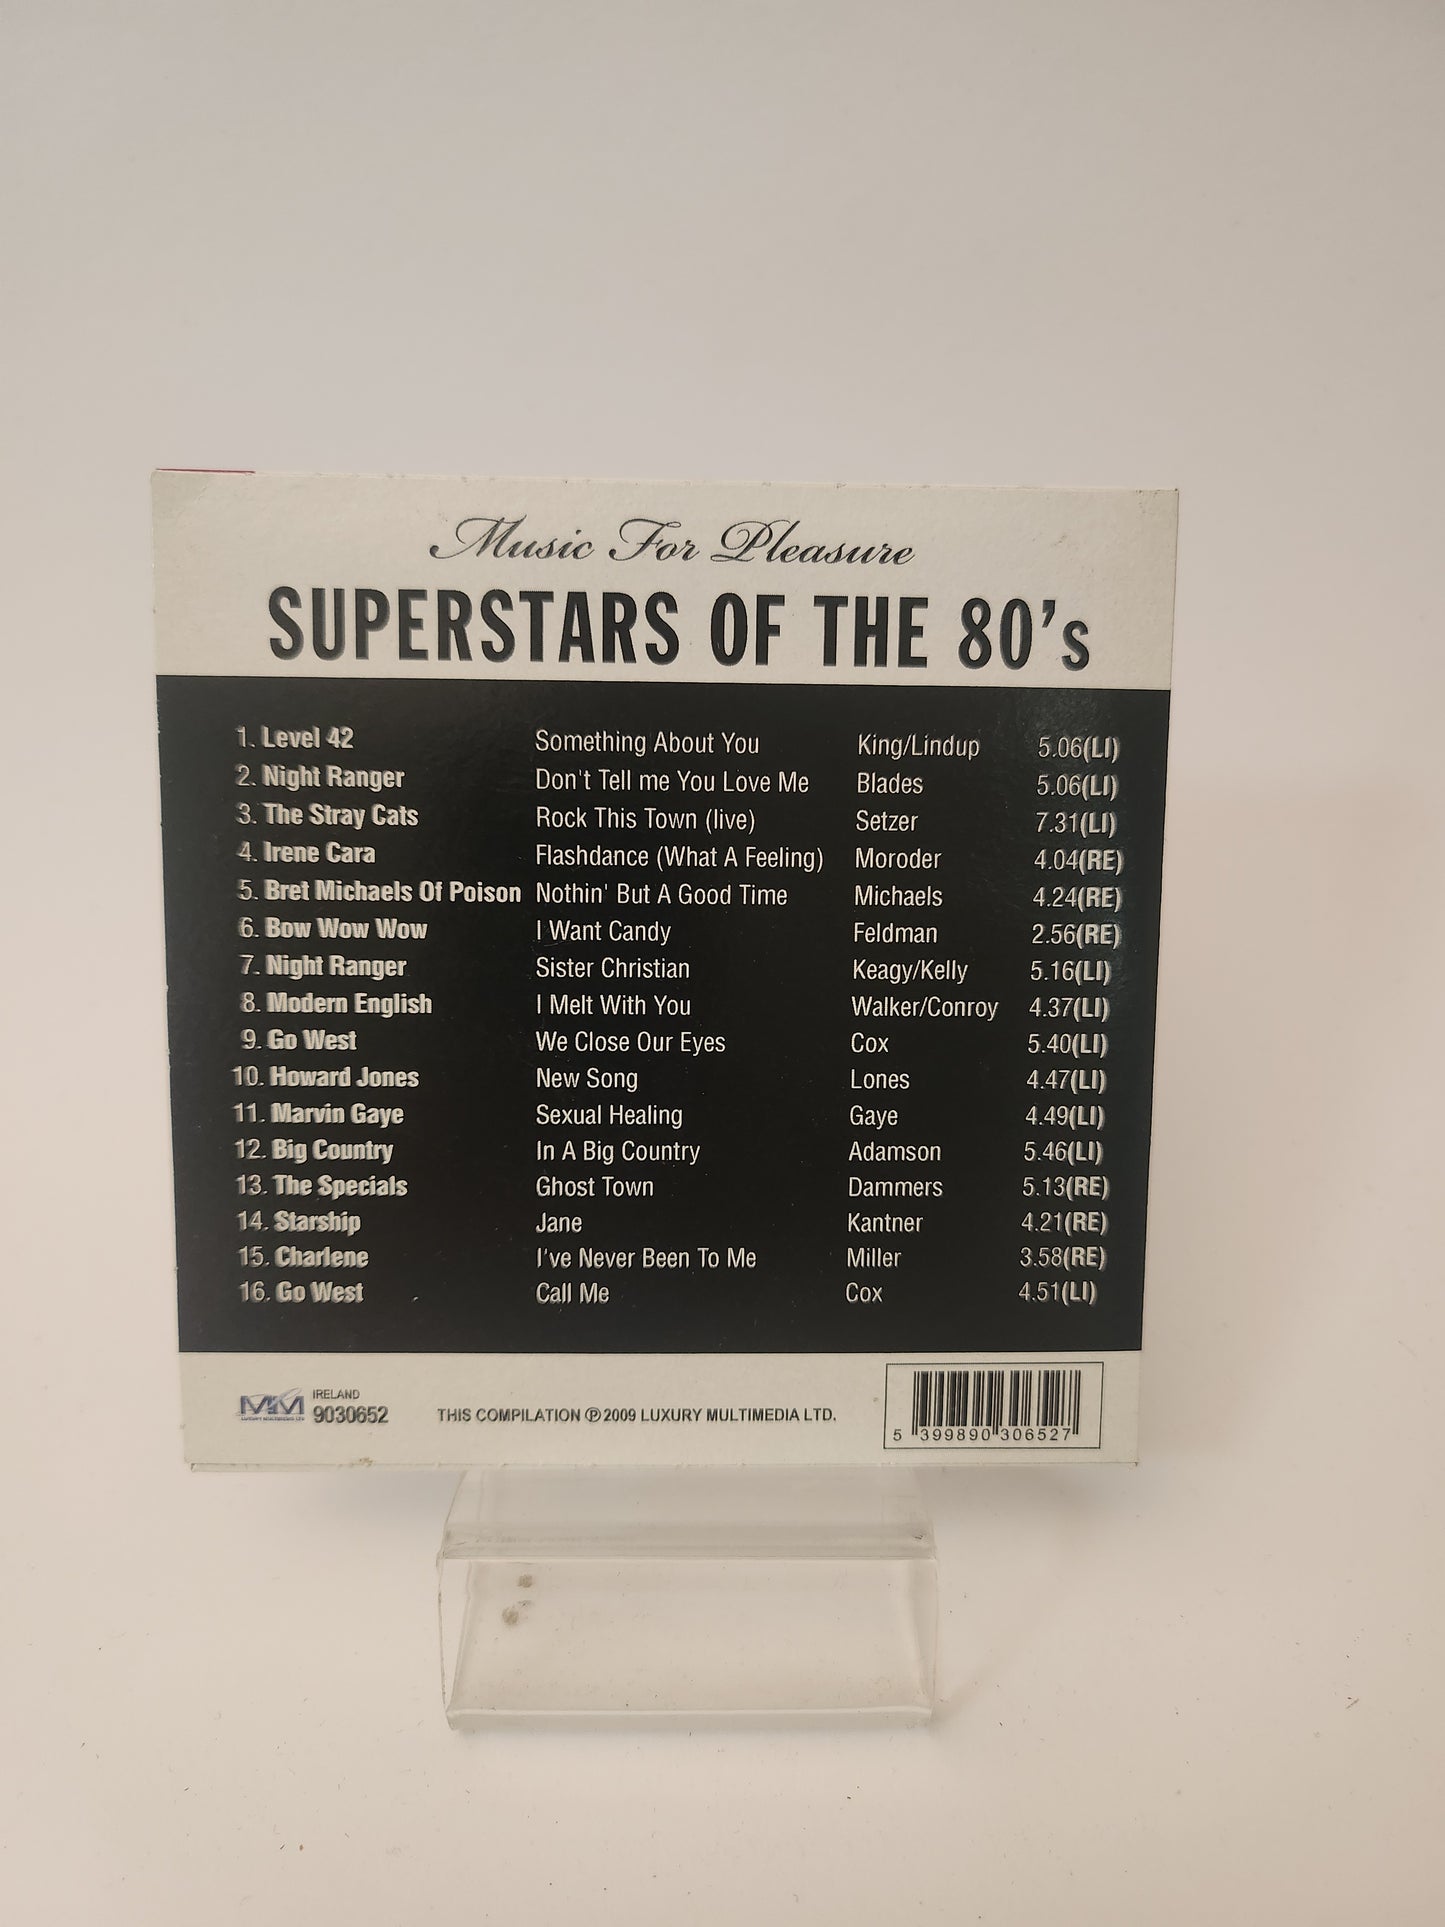 Music For Pleasure
SUPERSTARS OF THE 80's
1. Level 42 Something About You King/Lindup 5.06(LI)
2. Night Ranger Don't Tell me You Love Me Blades 5.06(LI)
3. The Stray Cats Rock This Town (live) Setzer 7.31(LI)
4. Irene Cara Flashdance (What A Feeling) Moroder 4.04(RE)
5. Bret Michaels Of Poison Nothin' But A Good Time Michaels 4.24(RE)
6. Bow Wow Wow I Want Candy Feldman 2.56(RE)
7. Night Ranger Sister Christian Keagy/Kelly 5.16(LI)
8. Modern English I Melt With You Walker/Conroy 4.37(LI)
9. Go West We Close Our Eyes Cox 5.40(LI)
10. Howard Jones New Song Lones 4.47(LI)
11. Marvin Gaye Sexual Healing Gaye 4.49(LI)
12. Big Country In A Big Country Adamson 5.46(LI)
13. The Specials Ghost Town Dammers 5.13(RE)
14. Starship Jane Kantner 4.21(RE)
15. Charlene I've Never Been To Me Miller 3.58(RE)
16. Go West Call Me Cox 4.51(LI)
LUXURY MULTIMEDIA LTD
IRELAND
9030652
THIS COMPILATION ℗ 2009 LUXURY MULTIMEDIA LTD.
5 399890 306527